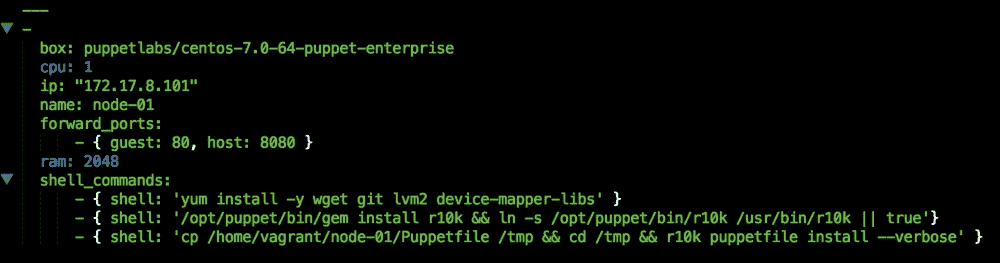 ---
-
box: puppetlabs/centos-7.0-64-puppet-enterprise
cpu: 1
ip: "172.17.8.101"
name: node-01
forward_ports:
- { guest: 80, host: 8080 }
ram: 2048
shell_commands:
- { shell: 'yum install -y wget git lvm2 device-mapper-libs' }
- { shell: '/opt/puppet/bin/gem install r10k && ln -s /opt/puppet/bin/r10k /usr/bin/r10k || true'}
- { shell: 'cp /home/vagrant/node-01/Puppetfile /tmp && cd /tmp && r10k puppetfile install --verbose' }